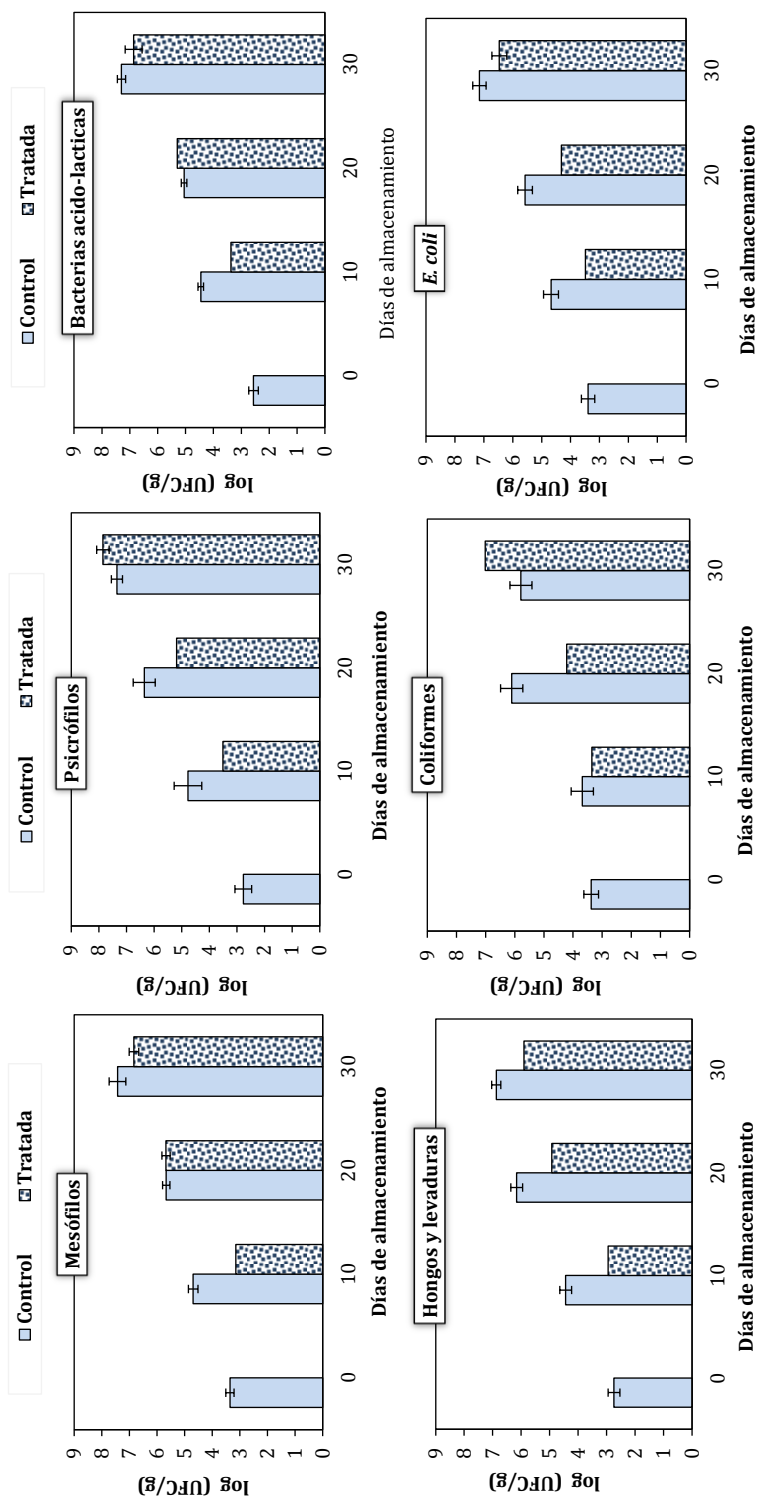 Control Tratada
Mesófilos
log (UFC/g)
9
8
7
6
5
4
3
2
1
0
0 10 20 30
Días de almacenamiento
Control Tratada
Psicrófilos
log (UFC/g)
9
8
7
6
5
4
3
2
1
0
0 10 20 30
Días de almacenamiento
Control Tratada
Bacterias acido-lacticas
log (UFC/g)
9
8
7
6
5
4
3
2
1
0
0 10 20 30
Días de almacenamiento
Hongos y levaduras
log (UFC/g)
9
8
7
6
5
4
3
2
1
0
0 10 20 30
Días de almacenamiento
Coliformes
log (UFC/g)
9
8
7
6
5
4
3
2
1
0
0 10 20 30
Días de almacenamiento
E. coli
log (UFC/g)
9
8
7
6
5
4
3
2
1
0
0 10 20 30
Días de almacenamiento